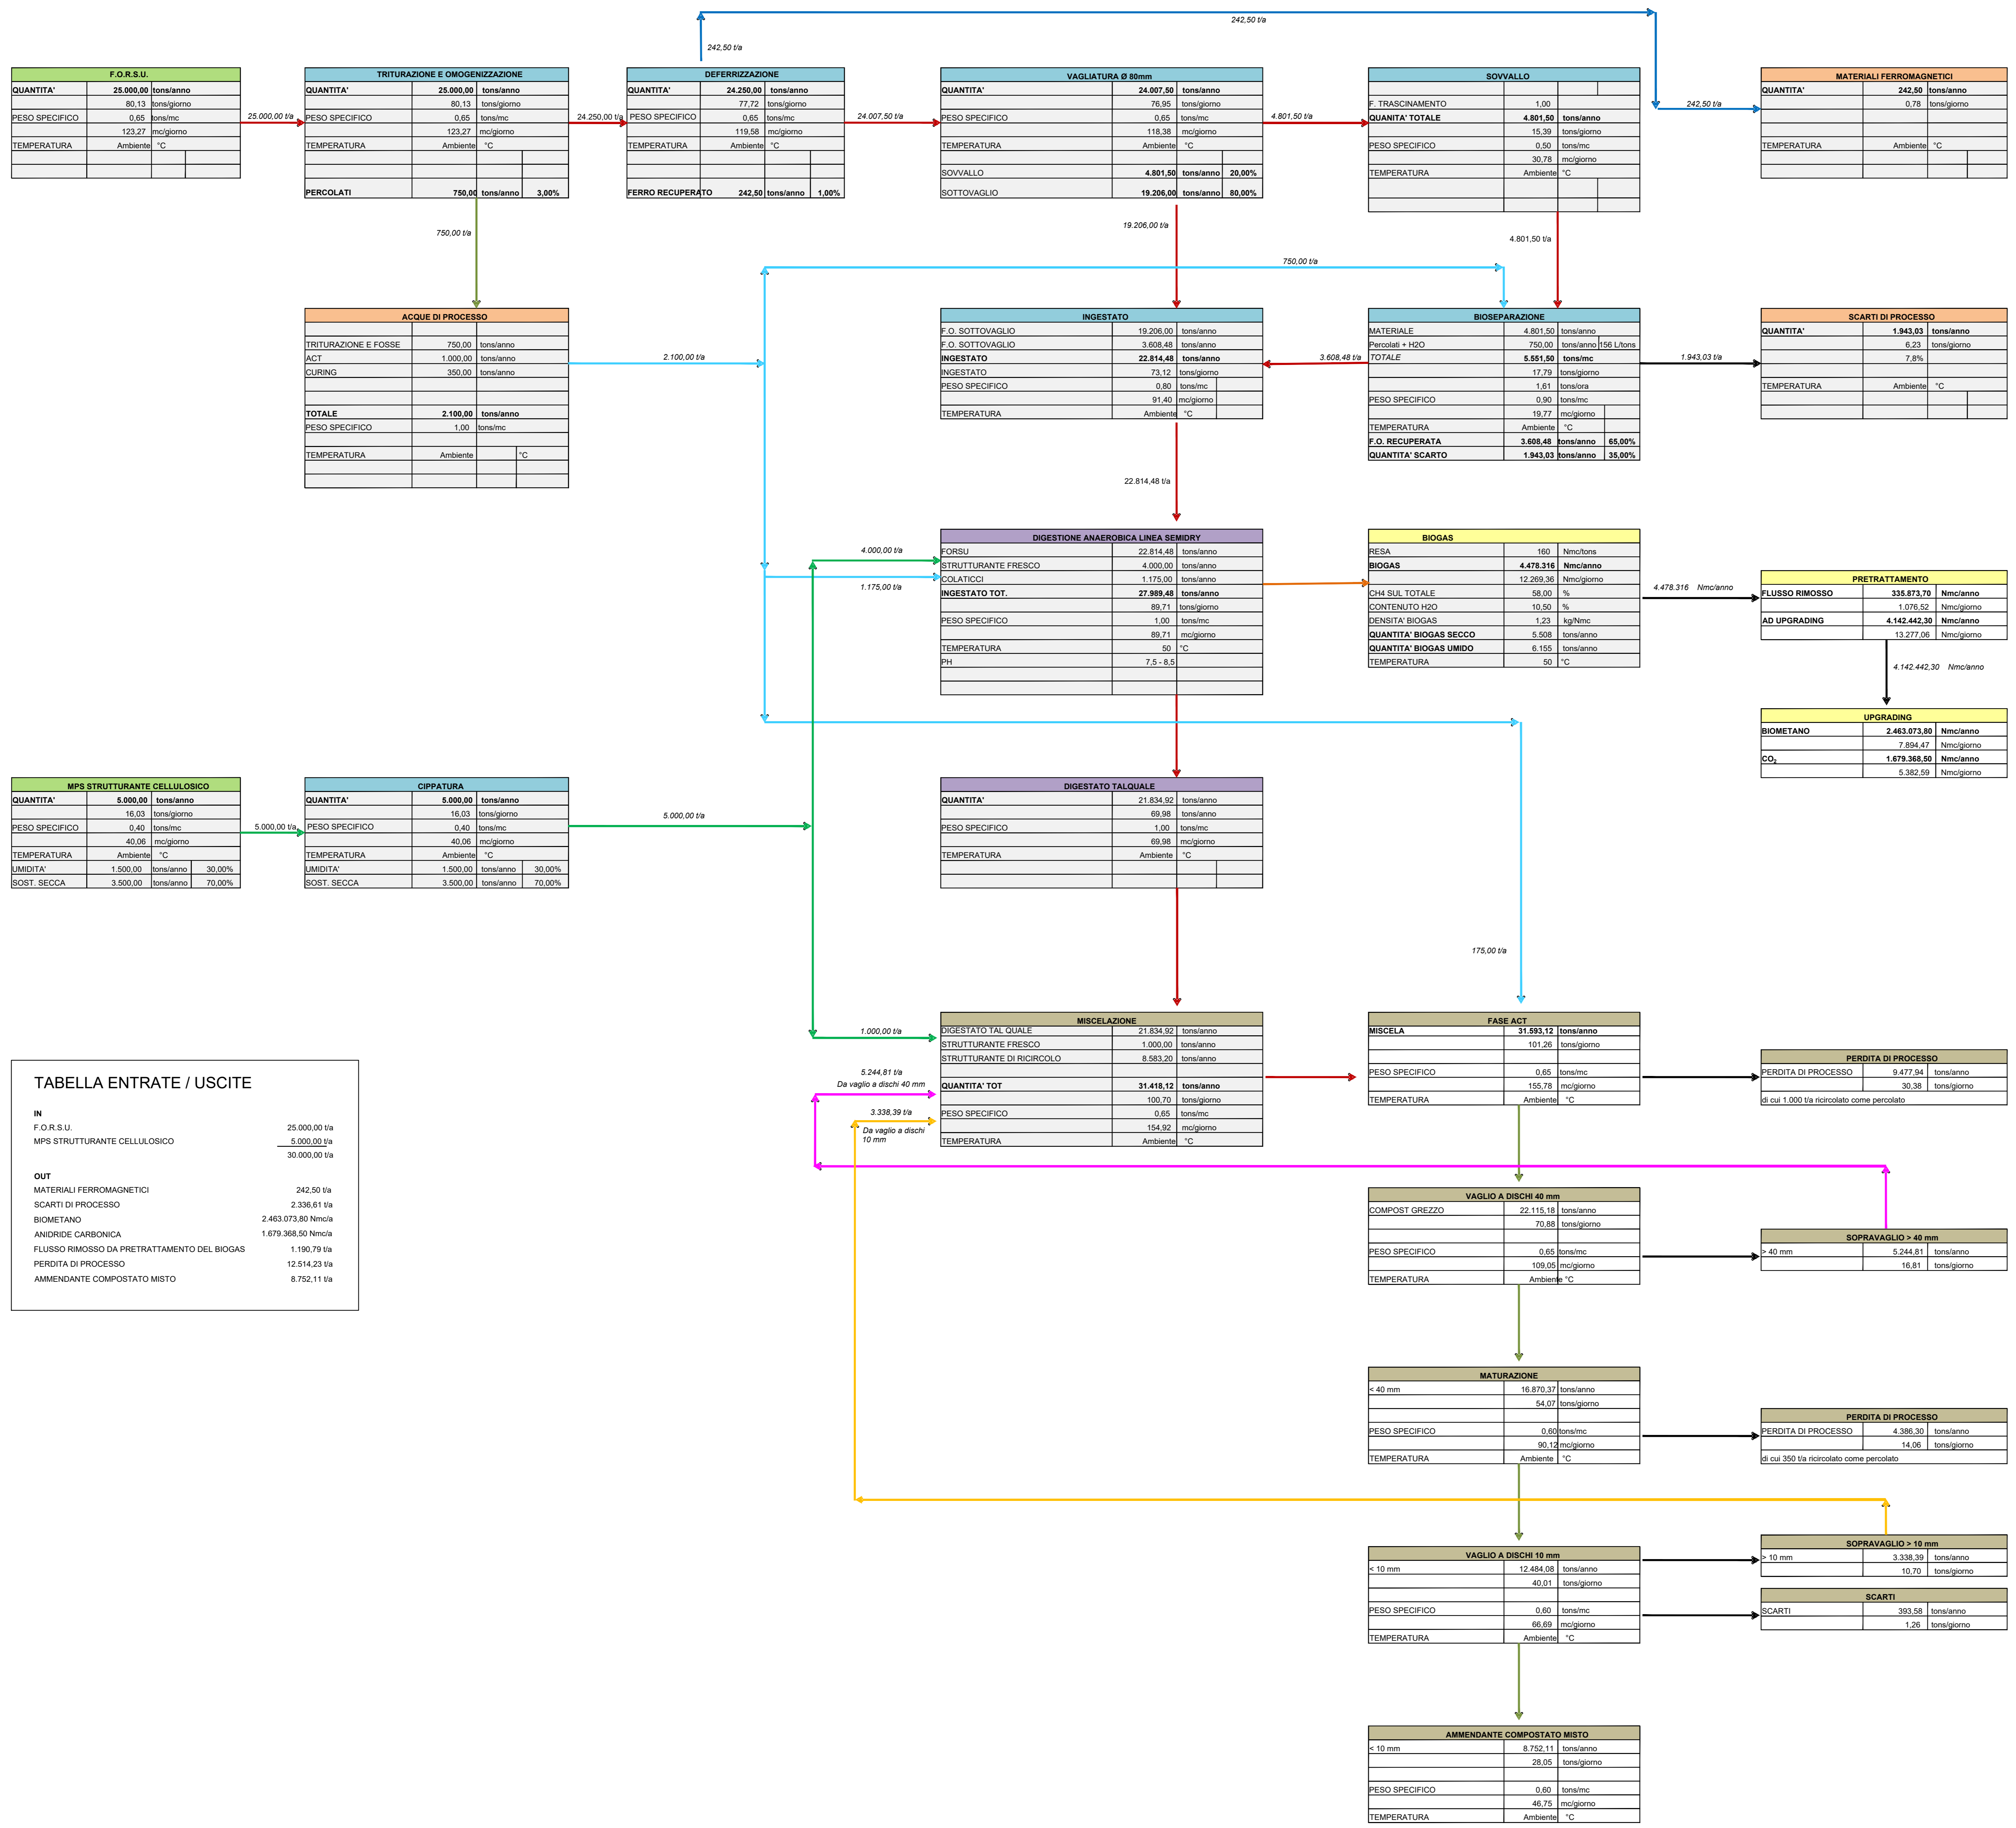 242,50 t/a
242,50 t/a
F.O.R.S.U.
QUANTITA' 25.000,00 tons/anno
80,13 tons/giorno
PESO SPECIFICO 0,65 tons/mc
123,27 mc/giorno
TEMPERATURA Ambiente °C
25.000,00 t/a
TRITURAZIONE E OMOGENIZZAZIONE
QUANTITA' 25.000,00 tons/anno
80,13 tons/giorno
PESO SPECIFICO 0,65 tons/mc
123,27 mc/giorno
TEMPERATURA Ambiente °C
PERCOLATI 750,00 tons/anno 3,00%
24.250,00 t/a
DEFERRIZZAZIONE
QUANTITA' 24.250,00 tons/anno
77,72 tons/giorno
PESO SPECIFICO 0,65 tons/mc
119,58 mc/giorno
TEMPERATURA Ambiente °C
FERRO RECUPERATO 242,50 tons/anno 1,00%
24.007,50 t/a
VAGLIATURA Ø 80mm
QUANTITA' 24.007,50 tons/anno
76,95 tons/giorno
PESO SPECIFICO 0,65 tons/mc
118,38 mc/giorno
TEMPERATURA Ambiente °C
SOVVALLO 4.801,50 tons/anno 20,00%
SOTTOVAGLIO 19.206,00 tons/anno 80,00%
4.801,50 t/a
SOVVALLO
F. TRASCINAMENTO 1,00
QUANITA' TOTALE 4.801,50 tons/anno
15,39 tons/giorno
PESO SPECIFICO 0,50 tons/mc
30,78 mc/giorno
TEMPERATURA Ambiente °C
242,50 t/a
MATERIALI FERROMAGNETICI
QUANTITA' 242,50 tons/anno
0,78 tons/giorno
TEMPERATURA Ambiente °C
750,00 t/a
19.206,00 t/a
4.801,50 t/a
750,00 t/a
ACQUE DI PROCESSO
TRITURAZIONE E FOSSE 750,00 tons/anno
ACT 1.000,00 tons/anno
CURING 350,00 tons/anno
TOTALE 2.100,00 tons/anno
PESO SPECIFICO 1,00 tons/mc
TEMPERATURA Ambiente °C
2.100,00 t/a
INGESTATO
F.O. SOTTOVAGLIO 19.206,00 tons/anno
F.O. SOTTOVAGLIO 3.608,48 tons/anno
INGESTATO 22.814,48 tons/anno
INGESTATO 73,12 tons/giorno
PESO SPECIFICO 0,80 tons/mc
91,40 mc/giorno
TEMPERATURA Ambiente °C
3.608,48 t/a
BIOSEPARAZIONE
MATERIALE 4.801,50 tons/anno
Percolati + H2O 750,00 tons/anno 156 L/tons
TOTALE 5.551,50 tons/mc
17,79 tons/giorno
1,61 tons/ora
PESO SPECIFICO 0,90 tons/mc
19,77 mc/giorno
TEMPERATURA Ambiente °C
F.O. RECUPERATA 3.608,48 tons/anno 65,00%
QUANTITA' SCARTO 1.943,03 tons/anno 35,00%
1.943,03 t/a
SCARTI DI PROCESSO
QUANTITA' 1.943,03 tons/anno
6,23 tons/giorno
7,8%
TEMPERATURA Ambiente °C
22.814,48 t/a
4.000,00 t/a
1.175,00 t/a
DIGESTIONE ANAEROBICA LINEA SEMIDRY
FORSU 22.814,48 tons/anno
STRUTTURANTE FRESCO 4.000,00 tons/anno
COLATICCI 1.175,00 tons/anno
INGESTATO TOT. 27.989,48 tons/anno
89,71 tons/giorno
PESO SPECIFICO 1,00 tons/mc
89,71 mc/giorno
TEMPERATURA 50 °C
PH 7,5 - 8,5
BIOGAS
RESA 160 Nmc/tons
BIOGAS 4.478.316 Nmc/anno
12.269,36 Nmc/giorno
CH4 SUL TOTALE 58,00 %
CONTENUTO H2O 10,50 %
DENSITA' BIOGAS 1,23 kg/Nmc
QUANTITA' BIOGAS SECCO 5.508 tons/anno
QUANTITA' BIOGAS UMIDO 6.155 tons/anno
TEMPERATURA 50 °C
4.478.316 Nmc/anno
PRETRATTAMENTO
FLUSSO RIMOSSO 335.873,70 Nmc/anno
1.076,52 Nmc/giorno
AD UPGRADING 4.142.442,30 Nmc/anno
13.277,06 Nmc/giorno
4.142.442,30 Nmc/anno
UPGRADING
BIOMETANO 2.463.073,80 Nmc/anno
7.894,47 Nmc/giorno
CO2 1.679.368,50 Nmc/anno
5.382,59 Nmc/giorno
MPS STRUTTURANTE CELLULOSICO
QUANTITA' 5.000,00 tons/anno
16,03 tons/giorno
PESO SPECIFICO 0,40 tons/mc
40,06 mc/giorno
TEMPERATURA Ambiente °C
UMIDITA' 1.500,00 tons/anno 30,00%
SOST. SECCA 3.500,00 tons/anno 70,00%
5.000,00 t/a
CIPPATURA
QUANTITA' 5.000,00 tons/anno
16,03 tons/giorno
PESO SPECIFICO 0,40 tons/mc
40,06 mc/giorno
TEMPERATURA Ambiente °C
UMIDITA' 1.500,00 tons/anno 30,00%
SOST. SECCA 3.500,00 tons/anno 70,00%
5.000,00 t/a
DIGESTATO TALQUALE
QUANTITA' 21.834,92 tons/anno
69,98 tons/anno
PESO SPECIFICO 1,00 tons/mc
69,98 mc/giorno
TEMPERATURA Ambiente °C
175,00 t/a
1.000,00 t/a
5.244,81 t/a
Da vaglio a dischi 40 mm
3.338,39 t/a
Da vaglio a dischi
10 mm
MISCELAZIONE
DIGESTATO TAL QUALE 21.834,92 tons/anno
STRUTTURANTE FRESCO 1.000,00 tons/anno
STRUTTURANTE DI RICIRCOLO 8.583,20 tons/anno
QUANTITA' TOT 31.418,12 tons/anno
100,70 tons/giorno
PESO SPECIFICO 0,65 tons/mc
154,92 mc/giorno
TEMPERATURA Ambiente °C
FASE ACT
MISCELA 31.593,12 tons/anno
101,26 tons/giorno
PESO SPECIFICO 0,65 tons/mc
155,78 mc/giorno
TEMPERATURA Ambiente °C
PERDITA DI PROCESSO
PERDITA DI PROCESSO 9.477,94 tons/anno
30,38 tons/giorno
di cui 1.000 t/a ricircolato come percolato
TABELLA ENTRATE / USCITE
IN
F.O.R.S.U. 25.000,00 t/a
MPS STRUTTURANTE CELLULOSICO 5.000,00 t/a
30.000,00 t/a
OUT
MATERIALI FERROMAGNETICI 242,50 t/a
SCARTI DI PROCESSO 2.336,61 t/a
BIOMETANO 2.463.073,80 Nmc/a
ANIDRIDE CARBONICA 1.679.368,50 Nmc/a
FLUSSO RIMOSSO DA PRETRATTAMENTO DEL BIOGAS 1.190,79 t/a
PERDITA DI PROCESSO 12.514,23 t/a
AMMENDANTE COMPOSTATO MISTO 8.752,11 t/a
VAGLIO A DISCHI 40 mm
COMPOST GREZZO 22.115,18 tons/anno
70,88 tons/giorno
PESO SPECIFICO 0,65 tons/mc
109,05 mc/giorno
TEMPERATURA Ambiente °C
SOPRAVAGLIO > 40 mm
> 40 mm 5.244,81 tons/anno
16,81 tons/giorno
MATURAZIONE
< 40 mm 16.870,37 tons/anno
54,07 tons/giorno
PESO SPECIFICO 0,60 tons/mc
90,12 mc/giorno
TEMPERATURA Ambiente °C
PERDITA DI PROCESSO
PERDITA DI PROCESSO 4.386,30 tons/anno
14,06 tons/giorno
di cui 350 t/a ricircolato come percolato
VAGLIO A DISCHI 10 mm
< 10 mm 12.484,08 tons/anno
40,01 tons/giorno
PESO SPECIFICO 0,60 tons/mc
66,69 mc/giorno
TEMPERATURA Ambiente °C
SOPRAVAGLIO > 10 mm
> 10 mm 3.338,39 tons/anno
10,70 tons/giorno
SCARTI
SCARTI 393,58 tons/anno
1,26 tons/giorno
AMMENDANTE COMPOSTATO MISTO
< 10 mm 8.752,11 tons/anno
28,05 tons/giorno
PESO SPECIFICO 0,60 tons/mc
46,75 mc/giorno
TEMPERATURA Ambiente °C